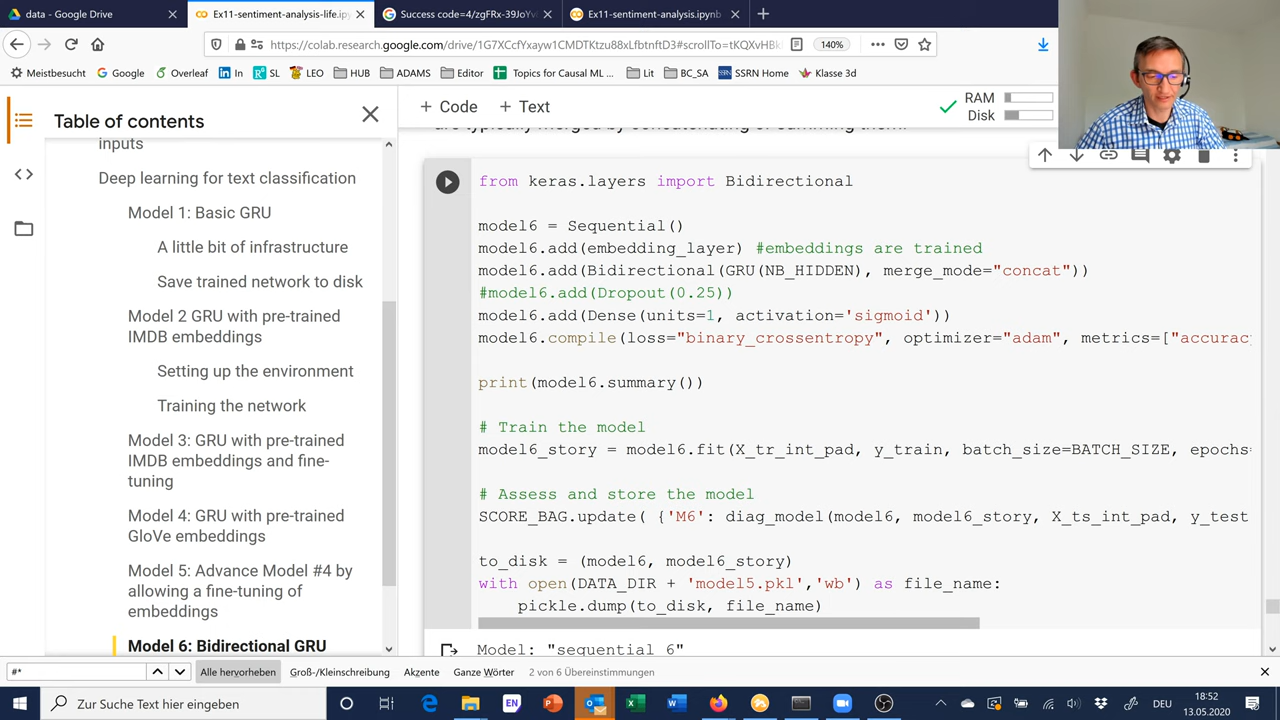 data - Google Drive
Ex11-sentiment-analysis-life.ipy
Success code=4/zgFRx-39JoYv
Ex11-sentiment-analysis.ipynb
https://colab.research.google.com/drive/1G7XCcfYxayw1CMDTKtzu88xLfbtnftD3#scrollTo=tKQXvHBk
140%
Meistbesucht
Google
Overleaf
In
SL
LEO
HUB
ADAMS
Editor
Topics for Causal ML ...
Lit
BC_SA
SSRN Home
Klasse 3d
Table of contents
+ Code
+ Text
RAM
Disk
inputs
Deep learning for text classification
Model 1: Basic GRU
A little bit of infrastructure
Save trained network to disk
Model 2 GRU with pre-trained
IMDB embeddings
Setting up the environment
Training the network
Model 3: GRU with pre-trained
IMDB embeddings and fine-
tuning
Model 4: GRU with pre-trained
GloVe embeddings
Model 5: Advance Model #4 by
allowing a fine-tuning of
embeddings
Model 6: Bidirectional GRU
are typically merged by concatenating or summing them.
from keras.layers import Bidirectional
model6 = Sequential()
model6.add(embedding_layer) #embeddings are trained
model6.add(Bidirectional(GRU(NB_HIDDEN), merge_mode="concat"))
#model6.add(Dropout(0.25))
model6.add(Dense(units=1, activation='sigmoid'))
model6.compile(loss="binary_crossentropy", optimizer="adam", metrics=["accurac
print(model6.summary())
# Train the model
model6_story = model6.fit(X_tr_int_pad, y_train, batch_size=BATCH_SIZE, epochs=
# Assess and store the model
SCORE_BAG.update( {'M6': diag_model(model6, model6_story, X_ts_int_pad, y_test
to_disk = (model6, model6_story)
with open(DATA_DIR + 'model5.pkl','wb') as file_name:
pickle.dump(to_disk, file_name)
Model: "sequential_6"
#*
Alle hervorheben
Groß-/Kleinschreibung
Akzente
Ganze Wörter
2 von 6 Übereinstimmungen
Zur Suche Text hier eingeben
EN
DEU
18:52
13.05.2020